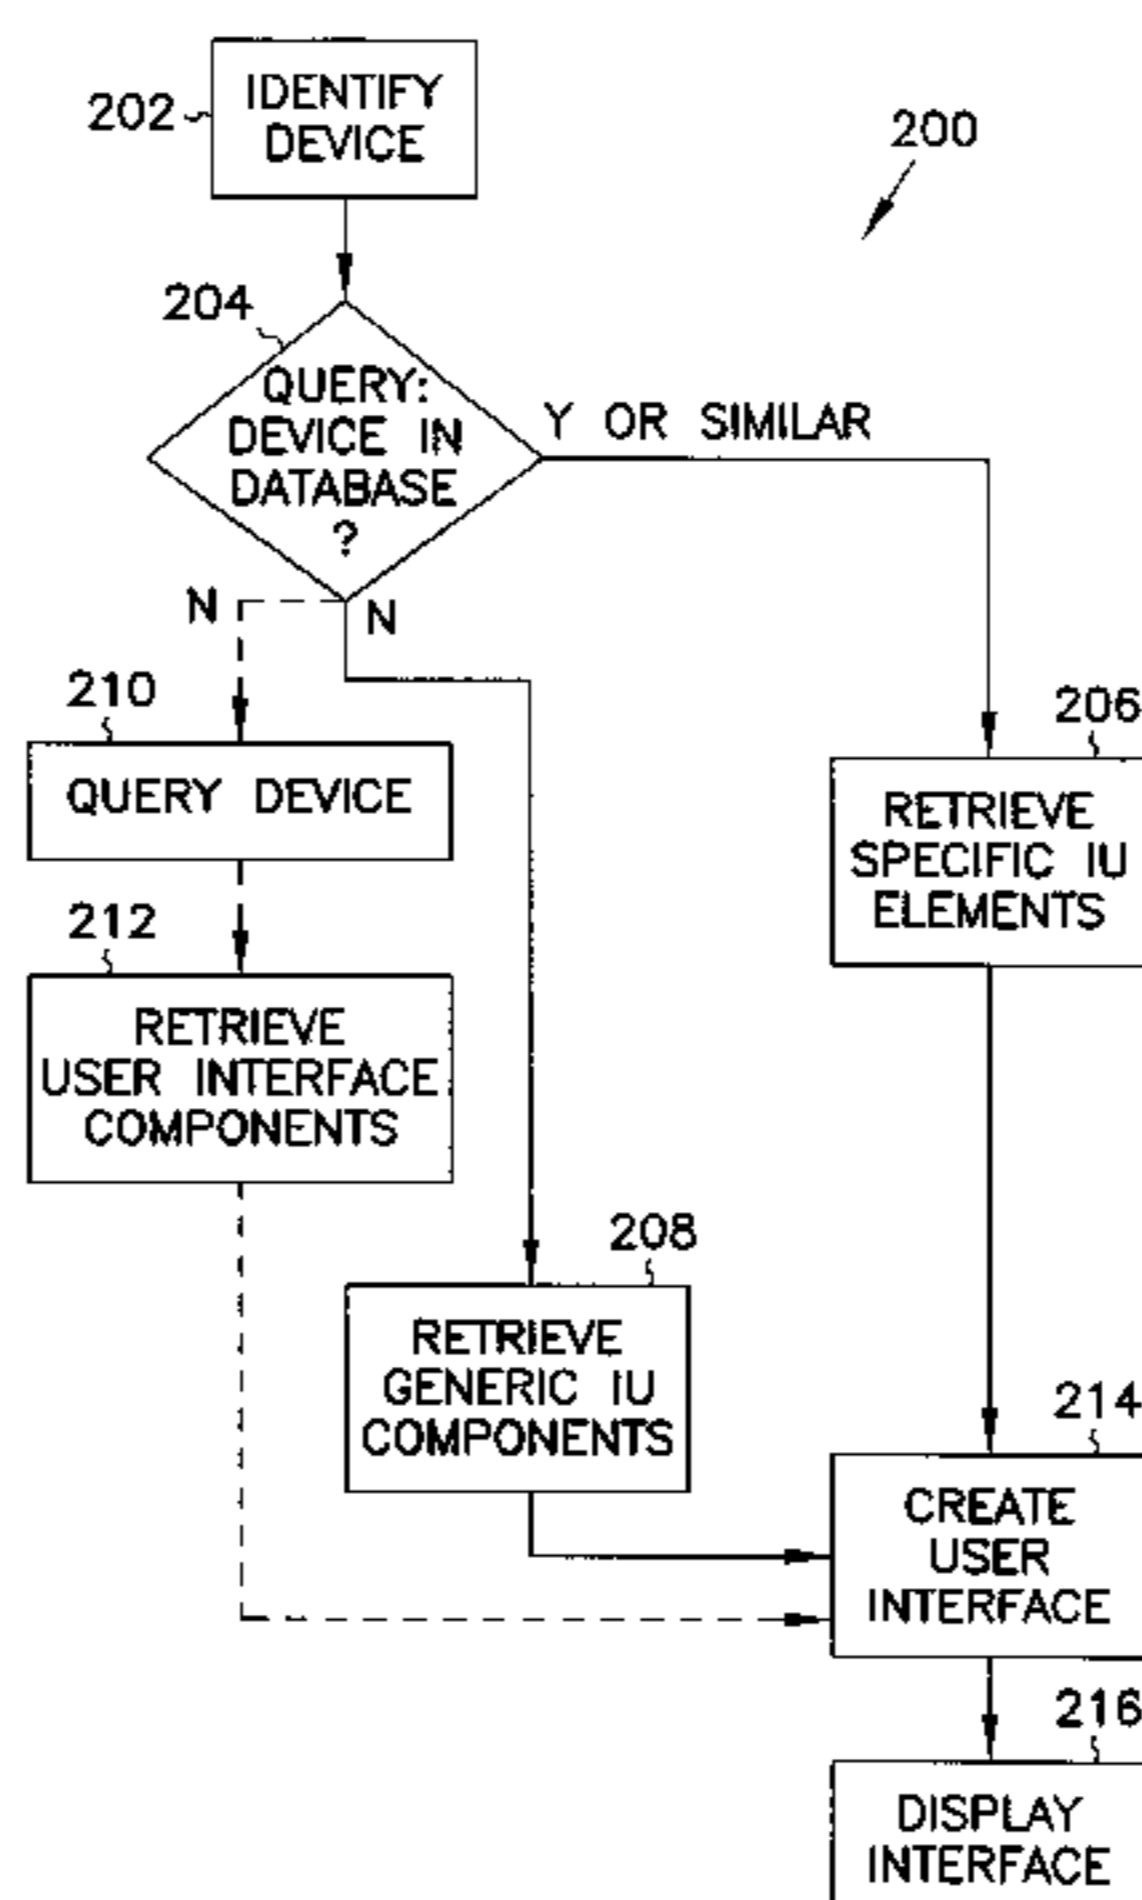 202
IDENTIFY
DEVICE
200
204
QUERY:
DEVICE IN
DATABASE
?
Y OR SIMILAR
N
N
210
QUERY DEVICE
206
RETRIEVE
SPECIFIC IU
ELEMENTS
212
RETRIEVE
USER INTERFACE
COMPONENTS
208
RETRIEVE
GENERIC IU
COMPONENTS
214
CREATE
USER
INTERFACE
216
DISPLAY
INTERFACE